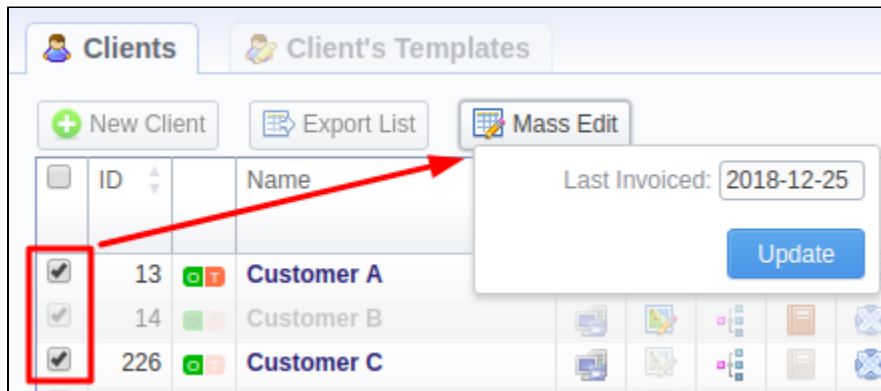 Clients
Client's Templates
New Client
Export List
Mass Edit
ID
Name
Last Invoiced: 2018-12-25
Update
13 O T Customer A
14 Customer B
226 O Customer C